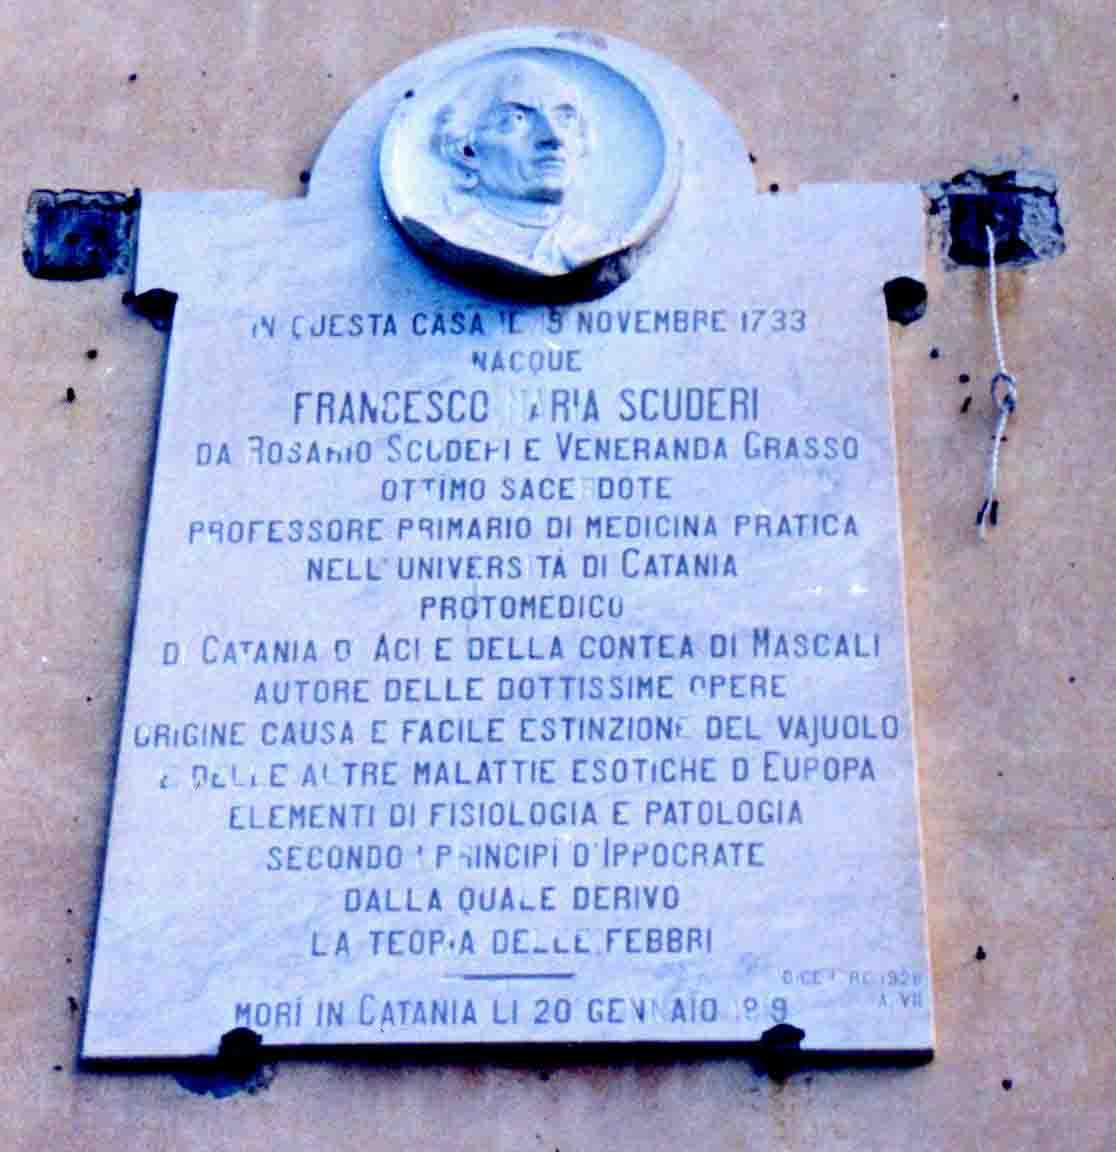 IN QUESTA CASA 5 NOVEMBRE 1733
NACQUE
FRANCESCO MARIA SCUDERI
DA ROSARIO SCUDERI E VENERANDA GRASSO
OTTIMO SACERDOTE
PROFESSORE PRIMARIO DI MEDICINA PRATICA
NELL'UNIVERSITÀ DI CATANIA
PROTOMEDICO
DI CATANIA D'ACI E DELLA CONTEA DI MASCALI
AUTORE DELLE DOTTISSIME OPERE
ORIGINE CAUSA E FACILE ESTINZIONE DEL VAJUOLO
E DELLE ALTRE MALATTIE ESOTICHE D'EUROPA
ELEMENTI DI FISIOLOGIA E PATOLOGIA
SECONDO I PRINCIPI D'IPPOCRATE
DALLA QUALE DERIVO
LA TEORIA DELLE FEBBRI
DICEMBRE 1928
A. VII
MORÌ IN CATANIA LI 20 GENNAIO